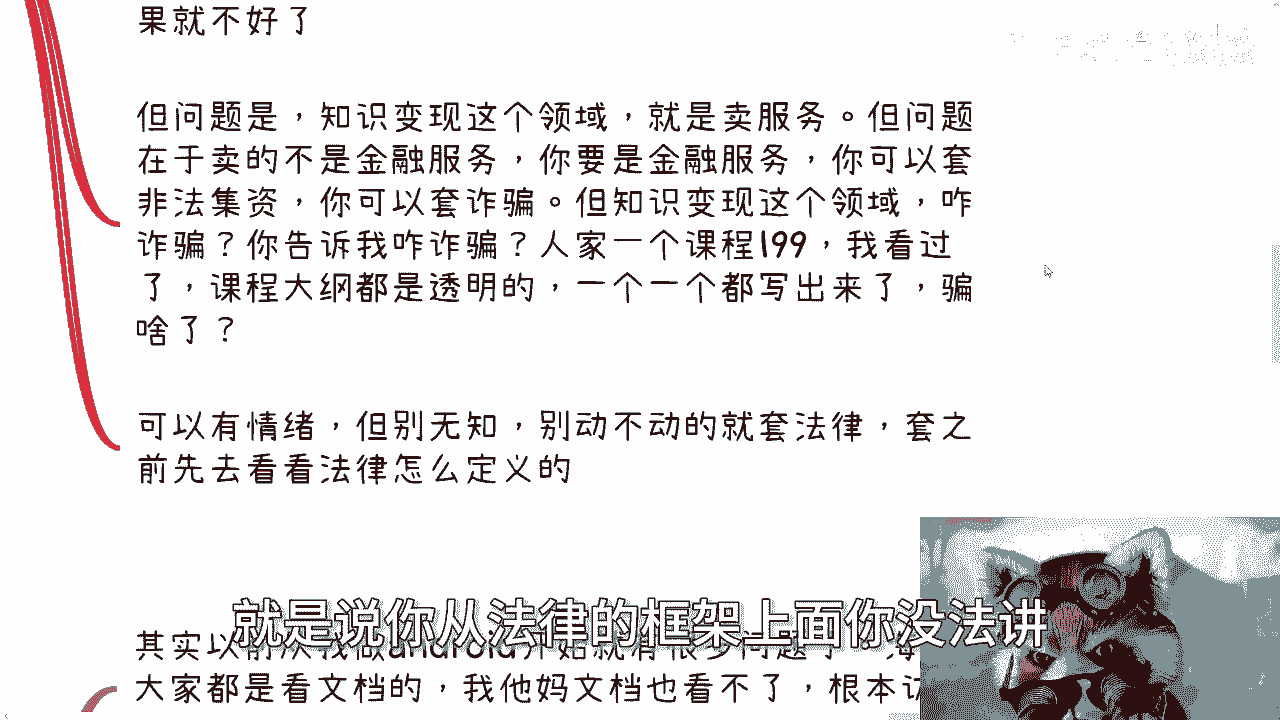 果就不好了
但问题是，知识变现这个领域，就是卖服务。但问题
在于卖的不是金融服务，你要是金融服务，你可以套
非法集资，你可以套诈骗。但知识变现这个领域，咋
诈骗？你告诉我咋诈骗？人家一个课程199，我看过
了，课程大纲都是透明的，一个一个都写出来了，骗
啥了？
可以有情绪，但别无知，别动不动的就套法律，套之
前先去看看法律怎么定义的
就是说你从法律的框架上面你没法讲
其实以前从我做android开始就有很多问题了，海
大家都是看文档的，我他妈文档也看不了，根本